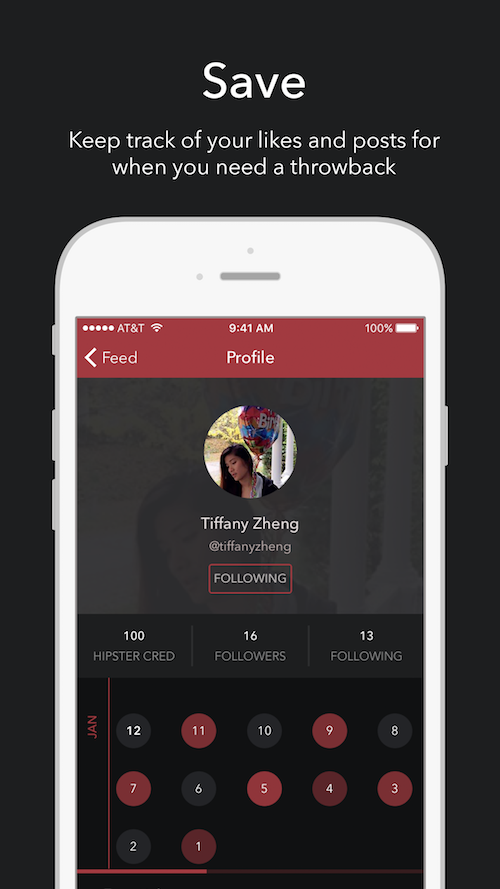 Save
Keep track of your likes and posts for
when you need a throwback
AT&T 9:41 AM 100%
Feed Profile
Tiffany Zheng
@tiffanyzheng
FOLLOWING
100 16 13
HIPSTER CRED FOLLOWERS FOLLOWING
JAN
12 11 10 9 8
7 6 5 4 3
2 1